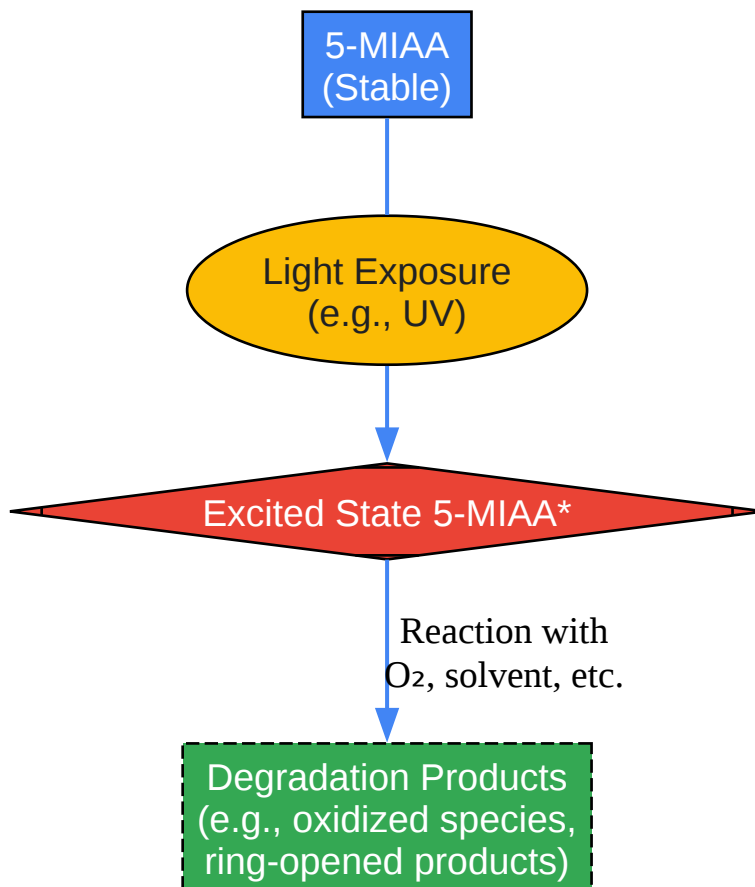 5-MIAA
(Stable)
Light Exposure
(e.g., UV)
Excited State 5-MIAA*
Reaction with
O₂, solvent, etc.
Degradation Products
(e.g., oxidized species,
ring-opened products)